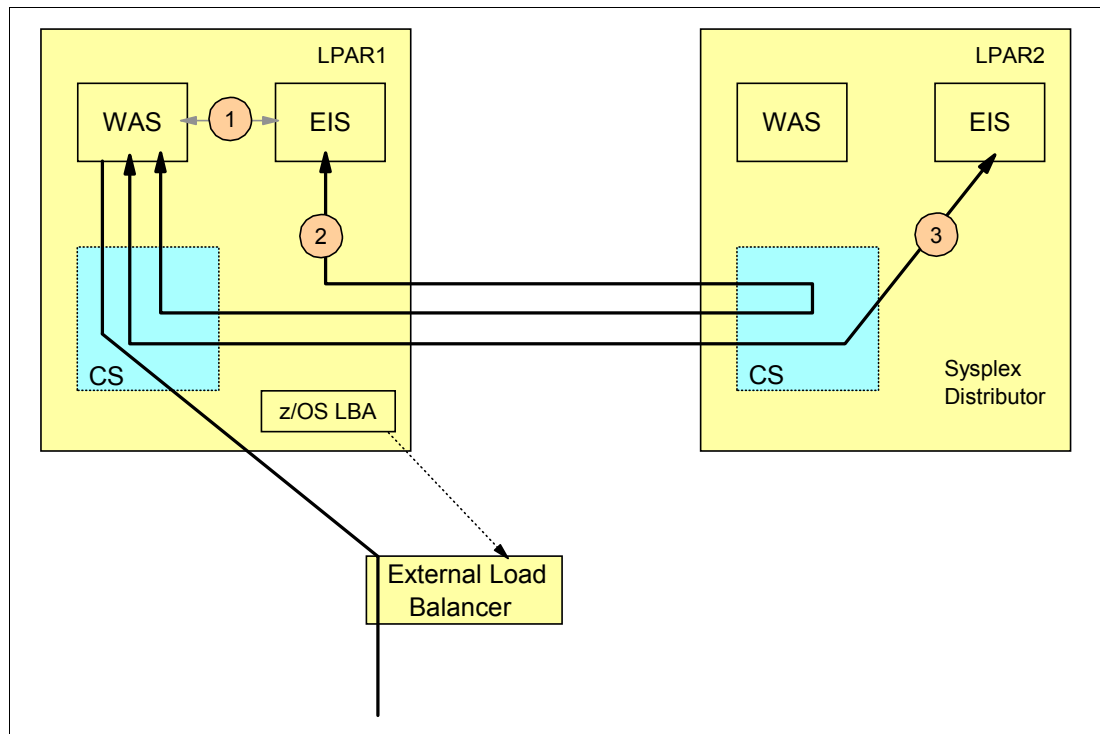 LPAR1
WAS
1
EIS
2
CS
z/OS LBA
LPAR2
WAS
EIS
3
CS
Sysplex
Distributor
External Load
Balancer